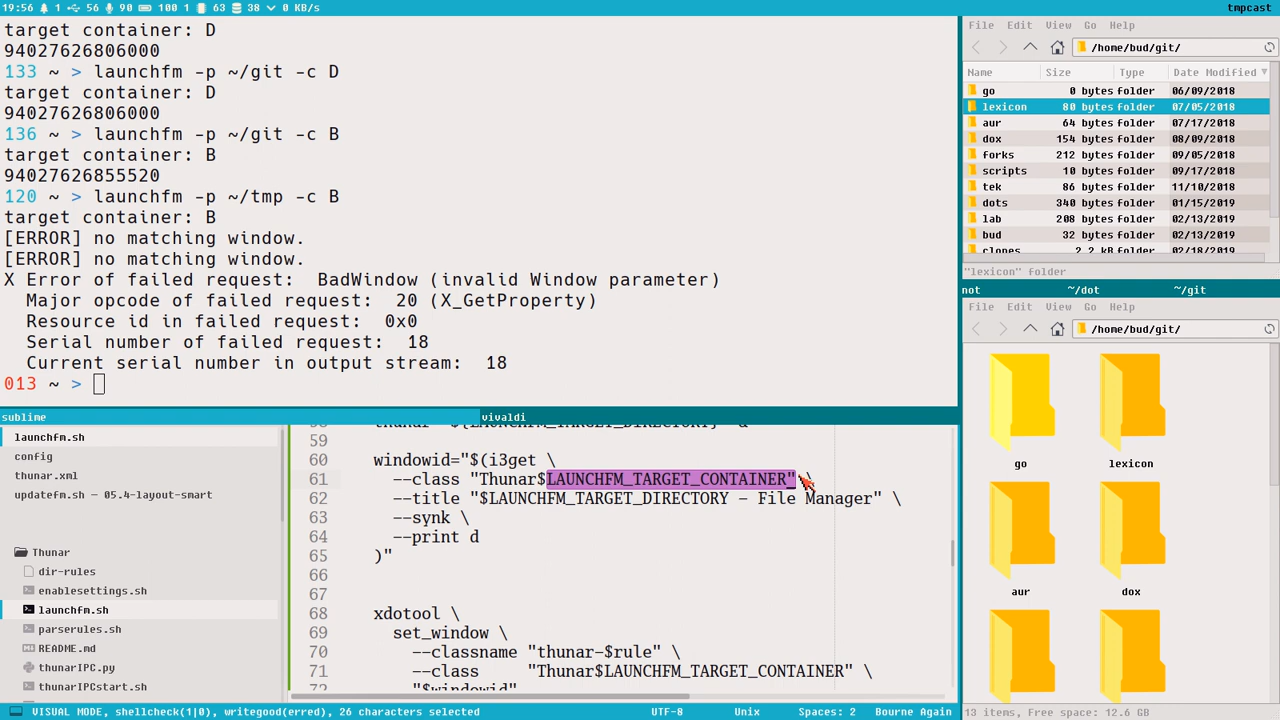 19:56 1 56 90 100 1 63 38 0 KB/s
tmpcast
target container: D
94027626806000
133 ~ > launchfm -p ~/git -c D
target container: D
94027626806000
136 ~ > launchfm -p ~/git -c B
target container: B
94027626855520
120 ~ > launchfm -p ~/tmp -c B
target container: B
[ERROR] no matching window.
[ERROR] no matching window.
X Error of failed request:  BadWindow (invalid Window parameter)
  Major opcode of failed request:  20 (X_GetProperty)
  Resource id in failed request:  0x0
  Serial number of failed request:  18
  Current serial number in output stream:  18
013 ~ >
File Edit View Go Help
/home/bud/git/
Name Size Type Date Modified
go 0 bytes folder 06/09/2018
lexicon 80 bytes folder 07/05/2018
aur 64 bytes folder 07/17/2018
dox 154 bytes folder 08/09/2018
forks 212 bytes folder 09/05/2018
scripts 10 bytes folder 09/17/2018
tek 86 bytes folder 11/10/2018
dots 340 bytes folder 01/15/2019
lab 208 bytes folder 02/13/2019
bud 32 bytes folder 02/13/2019
clones 2.2 kB folder 02/18/2019
"lexicon" folder
not ~/dot ~/git
File Edit View Go Help
/home/bud/git/
go lexicon
aur dox
13 items, Free space: 12.6 GB
sublime vivaldi
launchfm.sh
config
thunar.xml
updatefm.sh — 05.4-layout-smart
Thunar
dir-rules
enablesettings.sh
launchfm.sh
parserules.sh
README.md
thunarIPC.py
thunarIPCstart.sh
59
60 windowid="$(i3get \
61 --class "Thunar$LAUNCHFM_TARGET_CONTAINER" \
62 --title "$LAUNCHFM_TARGET_DIRECTORY - File Manager" \
63 --synk \
64 --print d
65 )"
66
67
68 xdotool \
69 set_window \
70 --classname "thunar-$rule" \
71 --class    "Thunar$LAUNCHFM_TARGET_CONTAINER" \
72 "$windowid"
VISUAL MODE, shellcheck(1|0), writegood(erred), 26 characters selected UTF-8 Unix Spaces: 2 Bourne Again